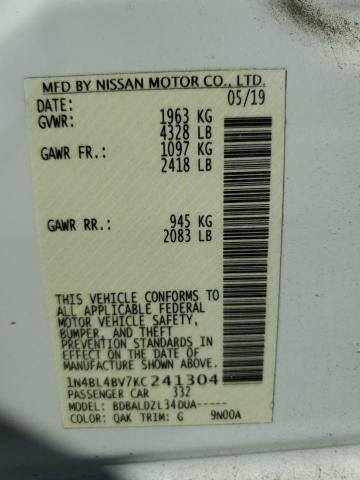 MFD BY NISSAN MOTOR CO., LTD.
DATE: 05/19
GVWR: 1963 KG
4328 LB
GAWR FR.: 1097 KG
2418 LB
GAWR RR.: 945 KG
2083 LB
THIS VEHICLE CONFORMS TO
ALL APPLICABLE FEDERAL
MOTOR VEHICLE SAFETY,
BUMPER, AND THEFT
PREVENTION STANDARDS IN
EFFECT ON THE DATE OF
MANUFACTURE SHOWN ABOVE.
1N4BL4BV7KC241304
PASSENGER CAR 332
MODEL: BDBALDZL34DUA-----
COLOR: QAK TRIM: G 9N00A